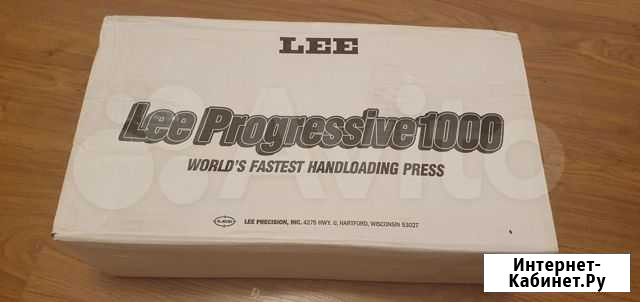 LEE
Lee Progressive 1000
WORLD'S FASTEST HANDLOADING PRESS
LEE PRECISION, INC. 4275 HWY. U, HARTFORD, WISCONSIN 53027
Avito
Интернет-
Кабинет.Ру